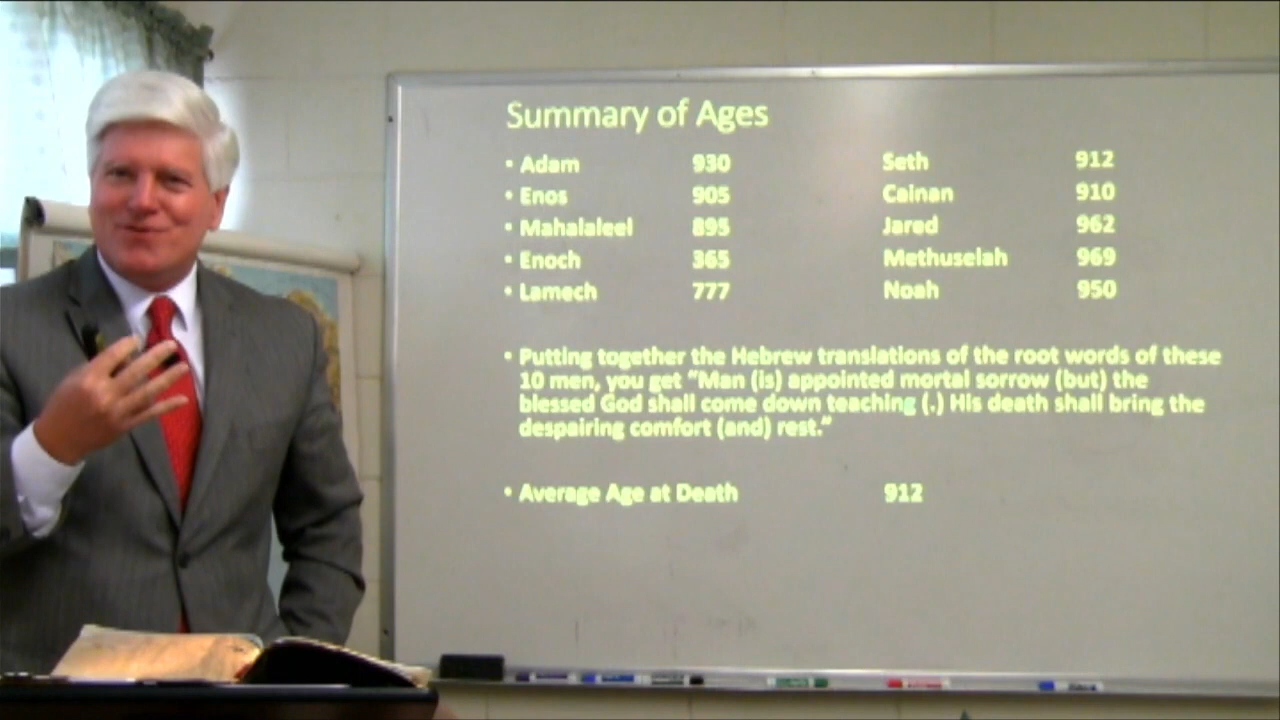 Summary of Ages
• Adam 930 Seth 912
• Enos 905 Cainan 910
• Mahalaleel 895 Jared 962
• Enoch 365 Methuselah 969
• Lamech 777 Noah 950
• Putting together the Hebrew translations of the root words of these
10 men, you get “Man (is) appointed mortal sorrow (but) the
blessed God shall come down teaching (.) His death shall bring the
despairing comfort (and) rest.”
• Average Age at Death 912